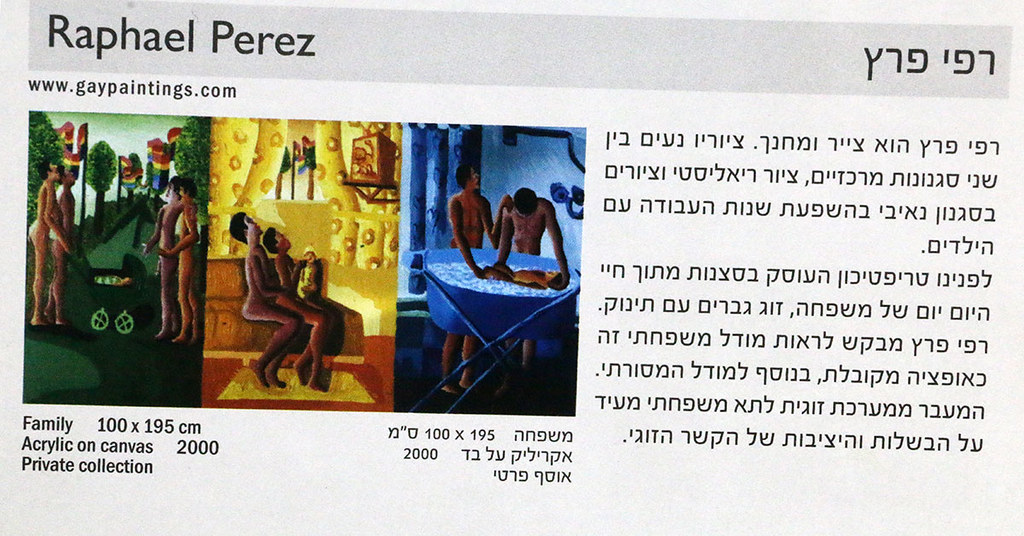 Raphael Perez
רפי פרץ
www.gaypaintings.com
רפי פרץ הוא צייר ומחנך. ציוריו נעים בין
שני סגנונות מרכזיים, ציור ריאליסטי וציורים
בסגנון נאיבי בהשפעת שנות העבודה עם
הילדים.
לפנינו טריפטיכון העוסק בסצנות מתוך חיי
היום יום של משפחה, זוג גברים עם תינוק.
רפי פרץ מבקש לראות מודל משפחתי זה
כאופציה מקובלת, בנוסף למודל המסורתי.
המעבר ממערכת זוגית לתא משפחתי מעיד
על הבשלות והיציבות של הקשר הזוגי.
Family 100 x 195 cm
Acrylic on canvas 2000
Private collection
משפחה 195 x 100 ס"מ
אקריליק על בד 2000
אוסף פרטי